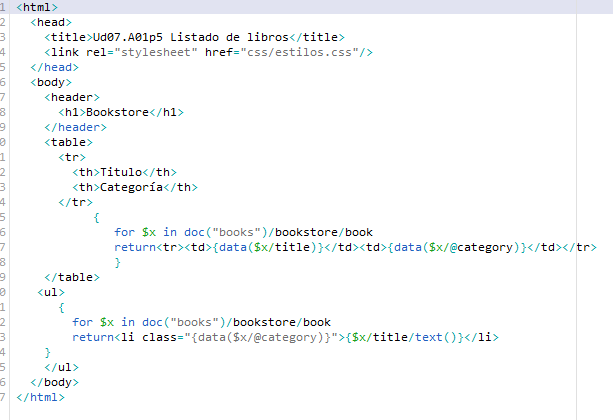 1 <html>
2   <head>
3     <title>Ud07.A01p5 Listado de libros</title>
4     <link rel="stylesheet" href="css/estilos.css"/>
5   </head>
6   <body>
7     <header>
8       <h1>Bookstore</h1>
9     </header>
0     <table>
1       <tr>
2         <th>Titulo</th>
3         <th>Categoría</th>
4       </tr>
5            {
6               for $x in doc("books")/bookstore/book
7               return<tr><td>{data($x/title)}</td><td>{data($x/@category)}</td></tr>
8               }
9     </table>
0    <ul>
1       {
2         for $x in doc("books")/bookstore/book
3         return<li class="{data($x/@category)}">{$x/title/text()}</li>
4     }
5     </ul>
6   </body>
7 </html>